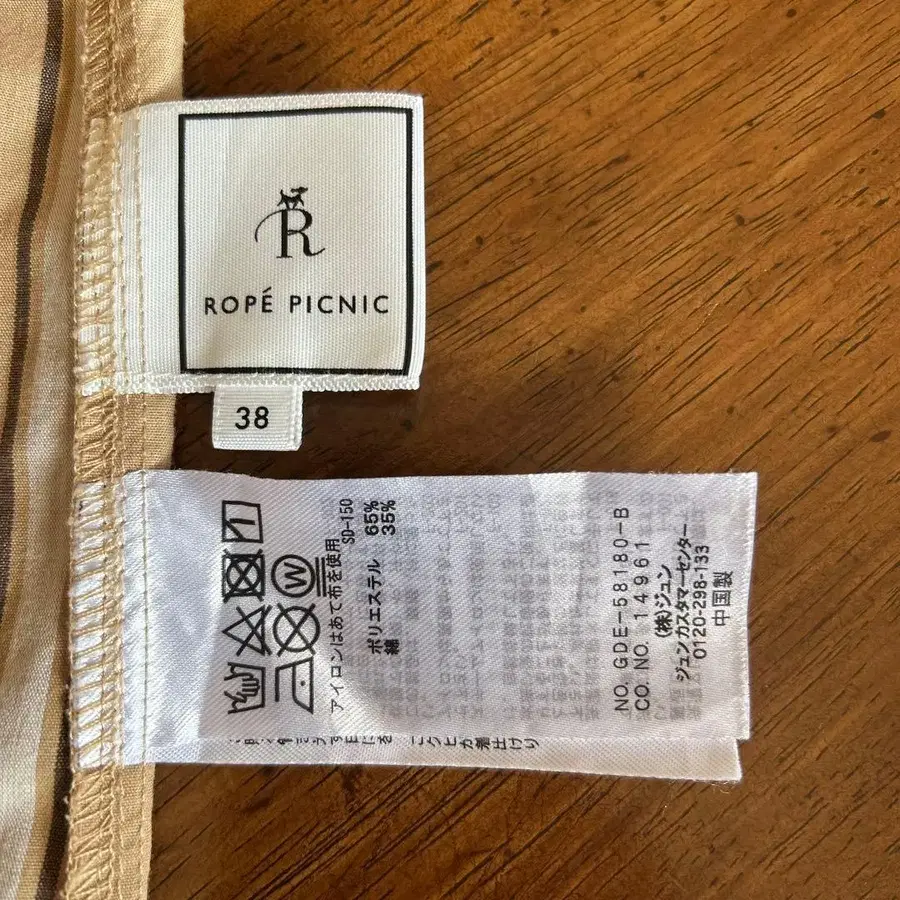 R
ROPÉ PICNIC
38
W
アイロンはあて布を使用
SD-150
ポリエステル 65%
綿 35%
NO. GDE-58180-B
CO. NO. 14961
(株)ジュン
ジュンカスタマーセンター
0120-298-133
中国製